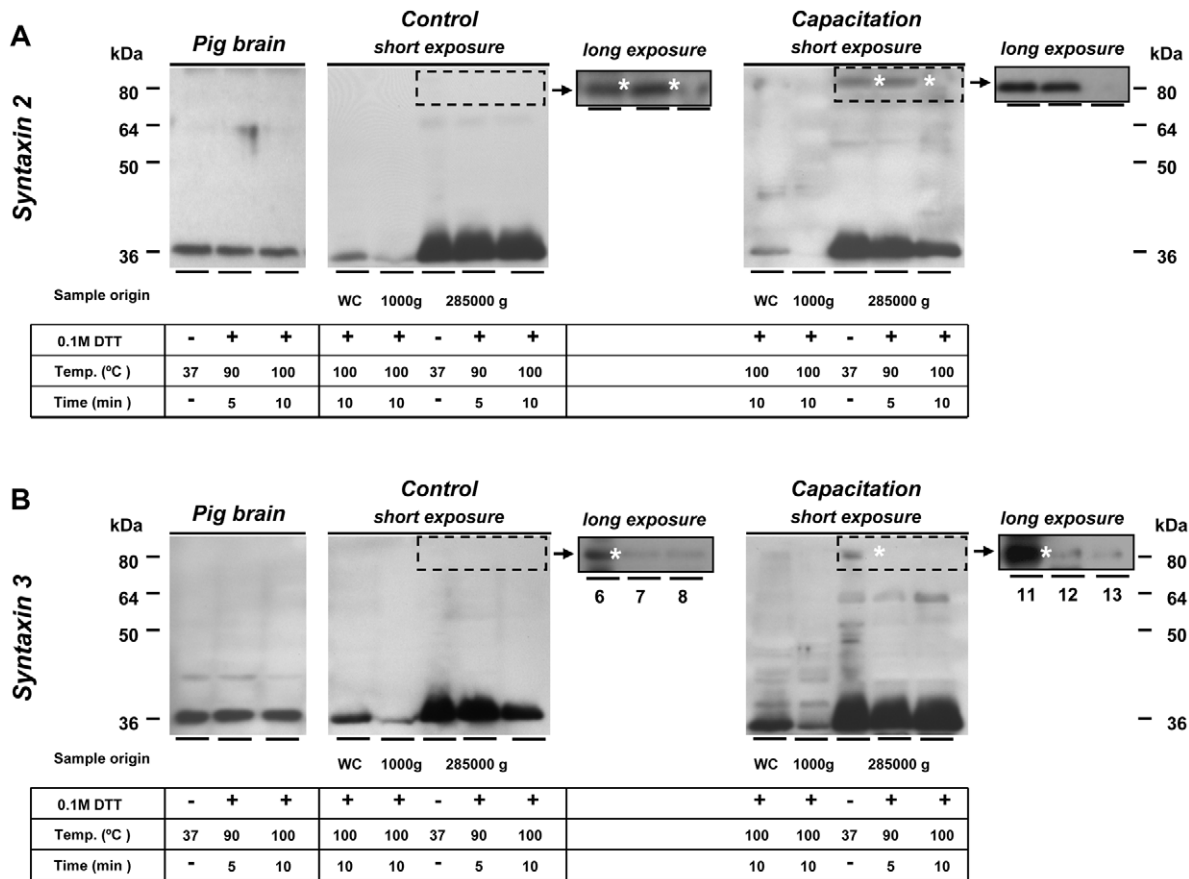 A
Control
Capacitation
Pig brain
short exposure
long exposure
short exposure
long exposure
kDa
kDa
Syntaxin 2
80
64
50
36
*
*
*
*
80
64
50
36
Sample origin
WC 1000g 285000 g
WC 1000g 285000 g
0.1M DTT - + + + + - + + + + - + +
Temp. (ºC ) 37 90 100 100 100 37 90 100 100 100 37 90 100
Time (min ) - 5 10 10 10 - 5 10 10 10 - 5 10
B
Control
Capacitation
Pig brain
short exposure
long exposure
short exposure
long exposure
kDa
kDa
Syntaxin 3
80
64
50
36
*
6 7 8
*
*
11 12 13
80
64
50
36
Sample origin
WC 1000g 285000 g
WC 1000g 285000 g
0.1M DTT - + + + + - + + + + - + +
Temp. (ºC ) 37 90 100 100 100 37 90 100 100 100 37 90 100
Time (min ) - 5 10 10 10 - 5 10 10 10 - 5 10